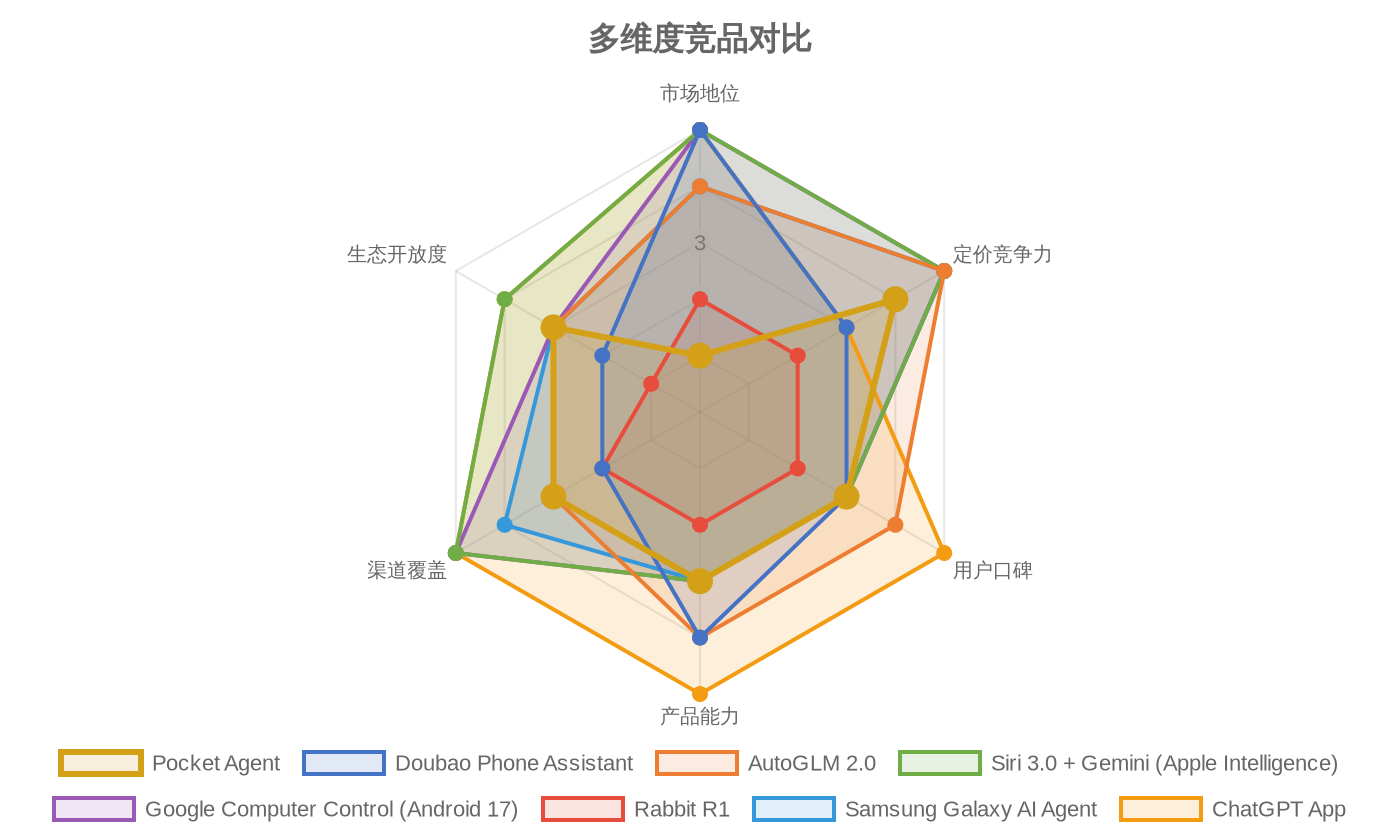 多维度竞品对比
市场地位
3
生态开放度
定价竞争力
渠道覆盖
用户口碑
产品能力
Pocket Agent
Doubao Phone Assistant
AutoGLM 2.0
Siri 3.0 + Gemini (Apple Intelligence)
Google Computer Control (Android 17)
Rabbit R1
Samsung Galaxy AI Agent
ChatGPT App